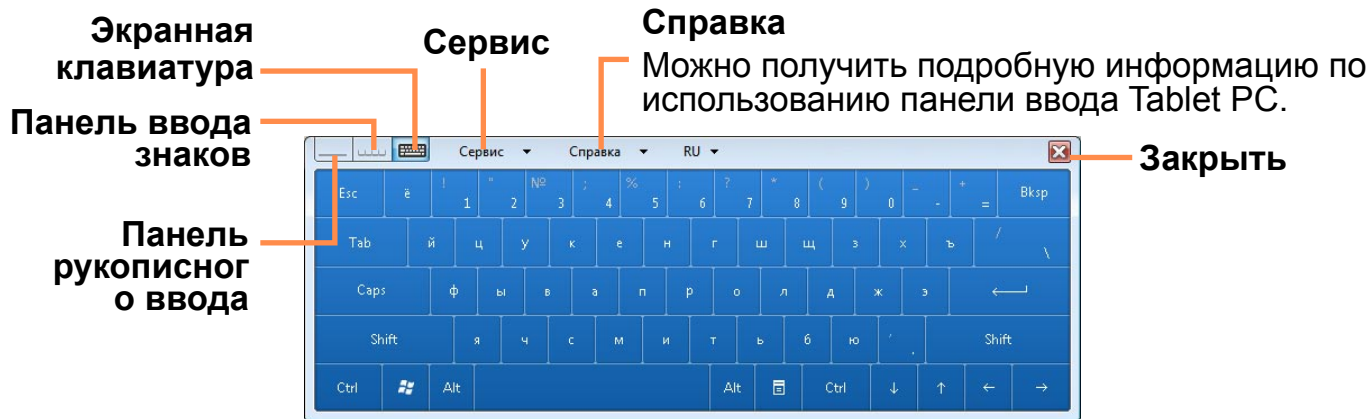 Экранная
клавиатура
Сервис
Справка
Можно получить подробную информацию по
использованию панели ввода Tablet PC.
Панель ввода
знаков
Закрыть
Панель
рукописног
о ввода
Сервис Справка RU
Esc ё ! 1 " 2 № 3 ; 4 % 5 : 6 ? 7 * 8 ( 9 ) 0 _ - + = Bksp
Tab й ц у к е н г ш щ з х ъ / \
Caps ф ы в а п р о л д ж э
Shift я ч с м и т ь б ю , . Shift
Ctrl Alt Alt Ctrl ↓ ↑ ← →